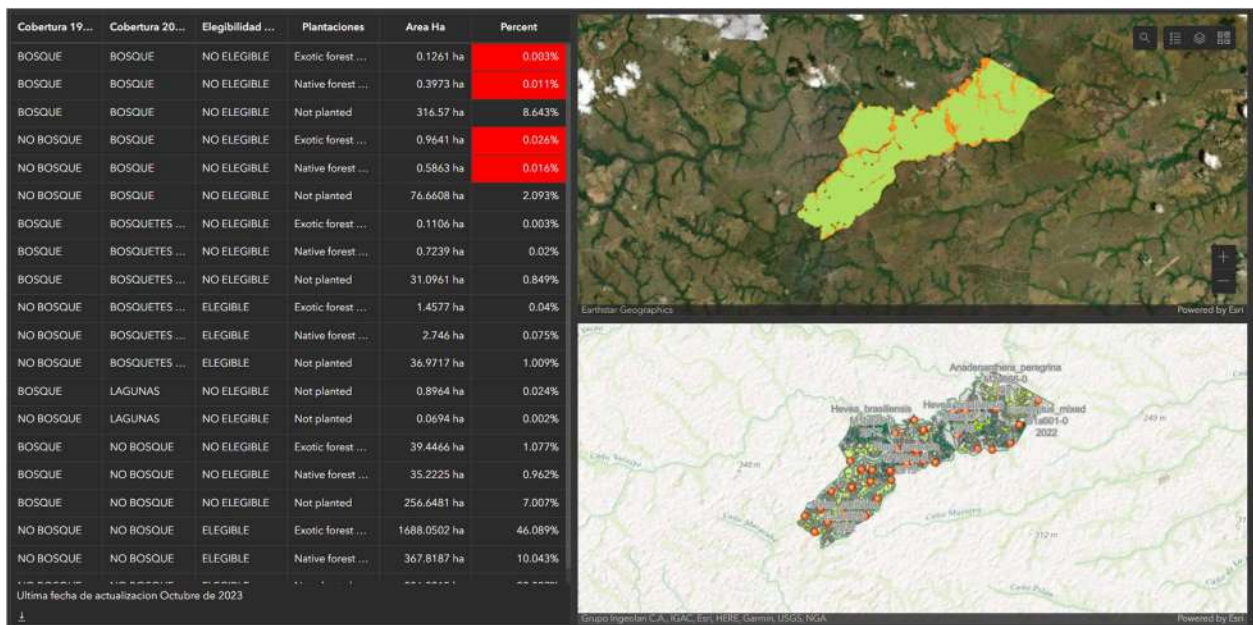 Cobertura 19... Cobertura 20... Elegibilidad ... Plantaciones Area Ha Percent
BOSQUE BOSQUE NO ELEGIBLE Exotic forest ... 0.1261 ha 0.003%
BOSQUE BOSQUE NO ELEGIBLE Native forest ... 0.3973 ha 0.011%
BOSQUE BOSQUE NO ELEGIBLE Not planted 316.57 ha 8.643%
NO BOSQUE BOSQUE NO ELEGIBLE Exotic forest ... 0.9641 ha 0.026%
NO BOSQUE BOSQUE NO ELEGIBLE Native forest ... 0.5863 ha 0.016%
NO BOSQUE BOSQUE NO ELEGIBLE Not planted 76.6608 ha 2.093%
BOSQUE BOSQUETES ... NO ELEGIBLE Exotic forest ... 0.1106 ha 0.003%
BOSQUE BOSQUETES ... NO ELEGIBLE Native forest ... 0.7239 ha 0.02%
BOSQUE BOSQUETES ... NO ELEGIBLE Not planted 31.0961 ha 0.849%
NO BOSQUE BOSQUETES ... ELEGIBLE Exotic forest ... 1.4577 ha 0.04%
NO BOSQUE BOSQUETES ... ELEGIBLE Native forest ... 2.746 ha 0.075%
NO BOSQUE BOSQUETES ... ELEGIBLE Not planted 36.9717 ha 1.009%
BOSQUE LAGUNAS NO ELEGIBLE Not planted 0.8964 ha 0.024%
NO BOSQUE LAGUNAS NO ELEGIBLE Not planted 0.0694 ha 0.002%
BOSQUE NO BOSQUE NO ELEGIBLE Exotic forest ... 39.4466 ha 1.077%
BOSQUE NO BOSQUE NO ELEGIBLE Native forest ... 35.2225 ha 0.962%
BOSQUE NO BOSQUE NO ELEGIBLE Not planted 256.6481 ha 7.007%
NO BOSQUE NO BOSQUE ELEGIBLE Exotic forest ... 1688.0502 ha 46.089%
NO BOSQUE NO BOSQUE ELEGIBLE Native forest ... 367.8187 ha 10.043%
Ultima fecha de actualizacion Octubre de 2023
Earthstar Geographics
Powered by Esri
Anadenanthera_peregrina
Hevea_brasiliensis
mixed
2022
240 m
240 m
312 m
Caño
Grupo Ingeolan C.A., IGAC, Esri, HERE, Garmin, USGS, NGA
Powered by Esri